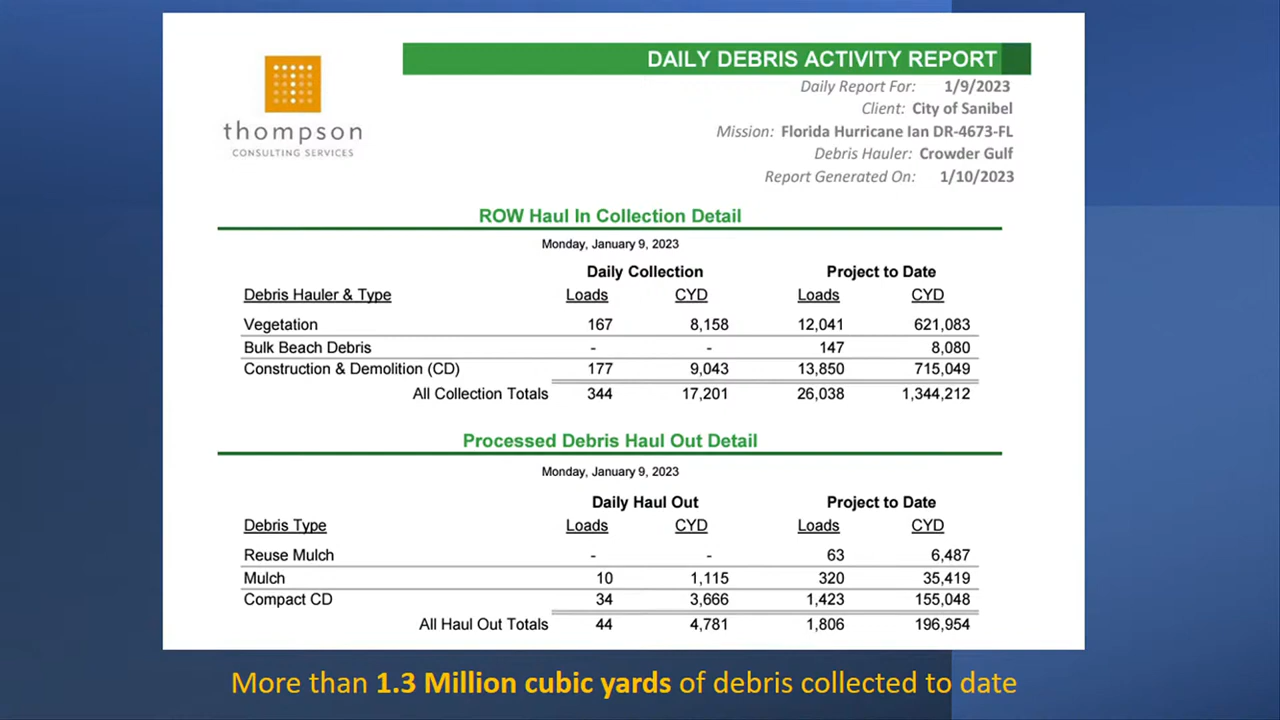 thompson
CONSULTING SERVICES
DAILY DEBRIS ACTIVITY REPORT
Daily Report For: 1/9/2023
Client: City of Sanibel
Mission: Florida Hurricane Ian DR-4673-FL
Debris Hauler: Crowder Gulf
Report Generated On: 1/10/2023
ROW Haul In Collection Detail
Monday, January 9, 2023
Daily Collection Project to Date
Debris Hauler & Type Loads CYD Loads CYD
Vegetation 167 8,158 12,041 621,083
Bulk Beach Debris - - 147 8,080
Construction & Demolition (CD) 177 9,043 13,850 715,049
All Collection Totals 344 17,201 26,038 1,344,212
Processed Debris Haul Out Detail
Monday, January 9, 2023
Daily Haul Out Project to Date
Debris Type Loads CYD Loads CYD
Reuse Mulch - - 63 6,487
Mulch 10 1,115 320 35,419
Compact CD 34 3,666 1,423 155,048
All Haul Out Totals 44 4,781 1,806 196,954
More than 1.3 Million cubic yards of debris collected to date